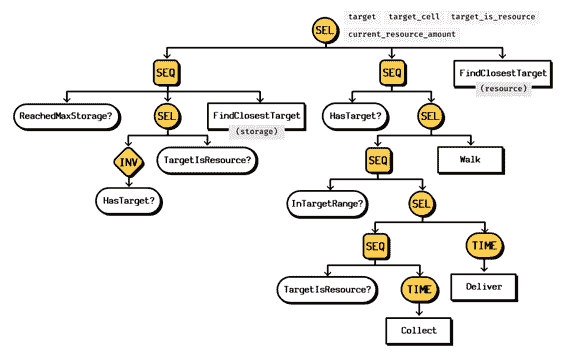 SEL
target target_cell target_is_resource
current_resource_amount
SEQ
SEQ
FindClosestTarget
(resource)
ReachedMaxStorage?
SEL
FindClosestTarget
(storage)
HasTarget?
SEL
INV
TargetIsResource?
SEQ
Walk
HasTarget?
InTargetRange?
SEL
SEQ
TIME
TargetIsResource?
TIME
Deliver
Collect